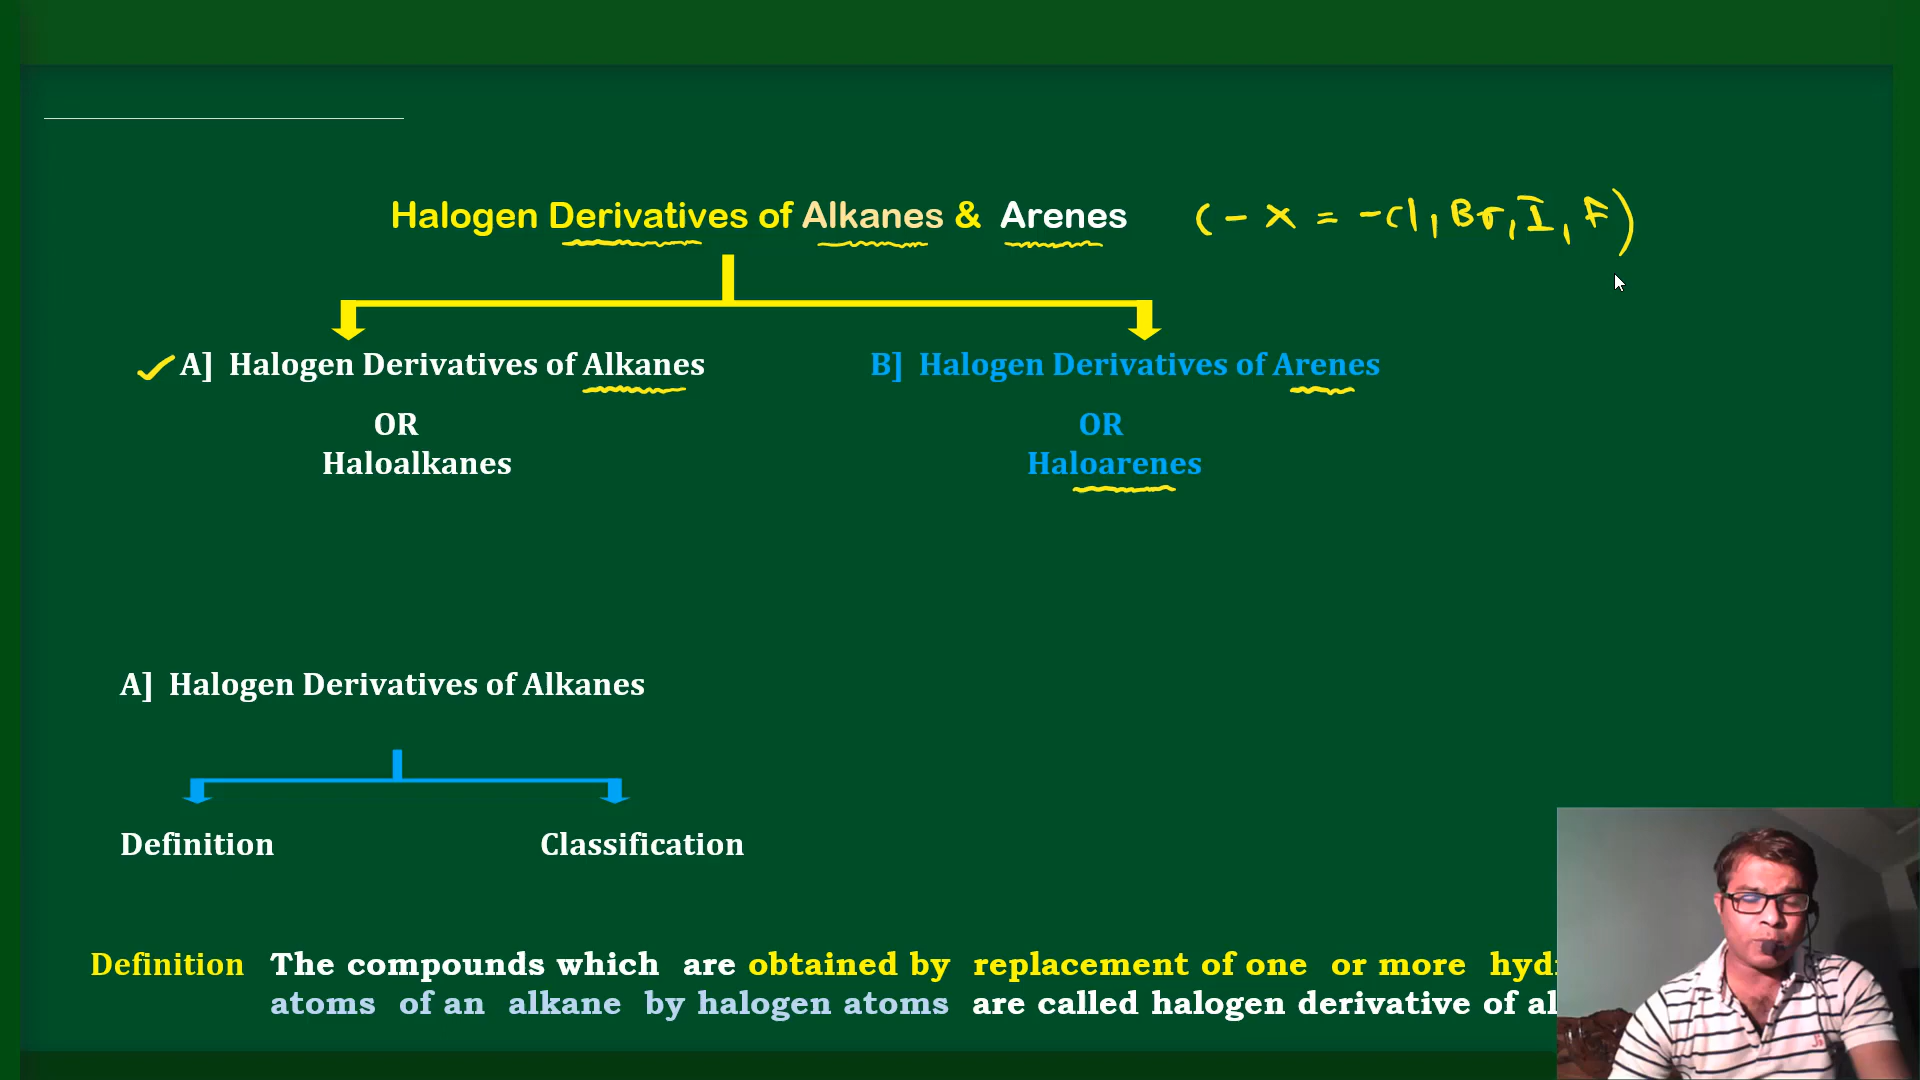 Halogen Derivatives of Alkanes & Arenes (-X = -Cl, Br, I, F)
A] Halogen Derivatives of Alkanes B] Halogen Derivatives of Arenes
OR OR
Haloalkanes Haloarenes
A] Halogen Derivatives of Alkanes
Definition Classification
Definition The compounds which are obtained by replacement of one or more
atoms of an alkane by halogen atoms are called halogen derivative of